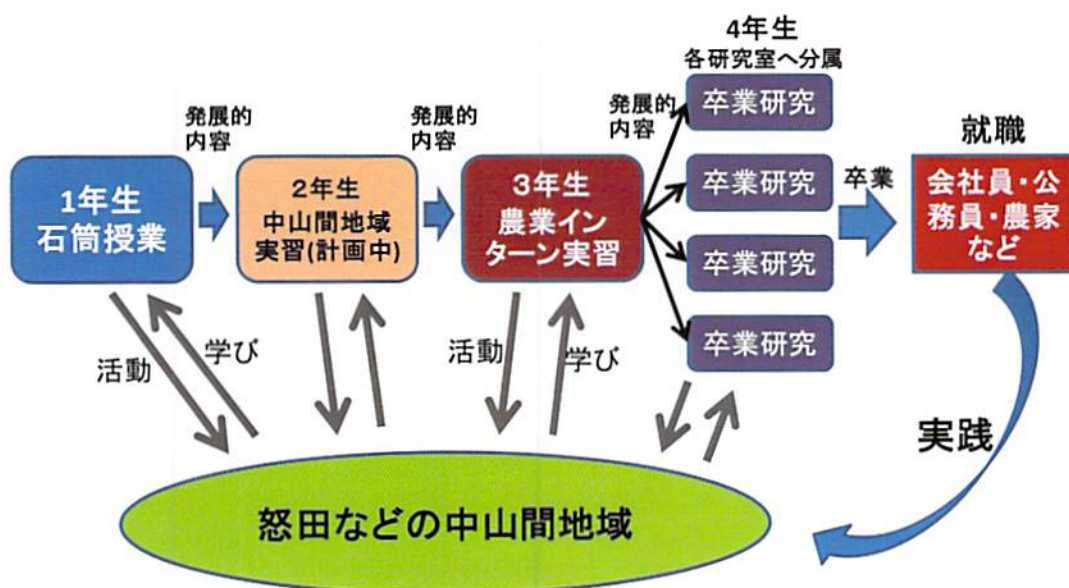 4年生
各研究室へ分属
発展的
内容
発展的
内容
発展的
内容
1年生
石筒授業
2年生
中山間地域
実習(計画中)
3年生
農業イン
ターン実習
卒業研究
卒業研究
卒業研究
卒業研究
卒業
就職
会社員・公
務員・農家
など
活動
学び
活動
学び
実践
怒田などの中山間地域